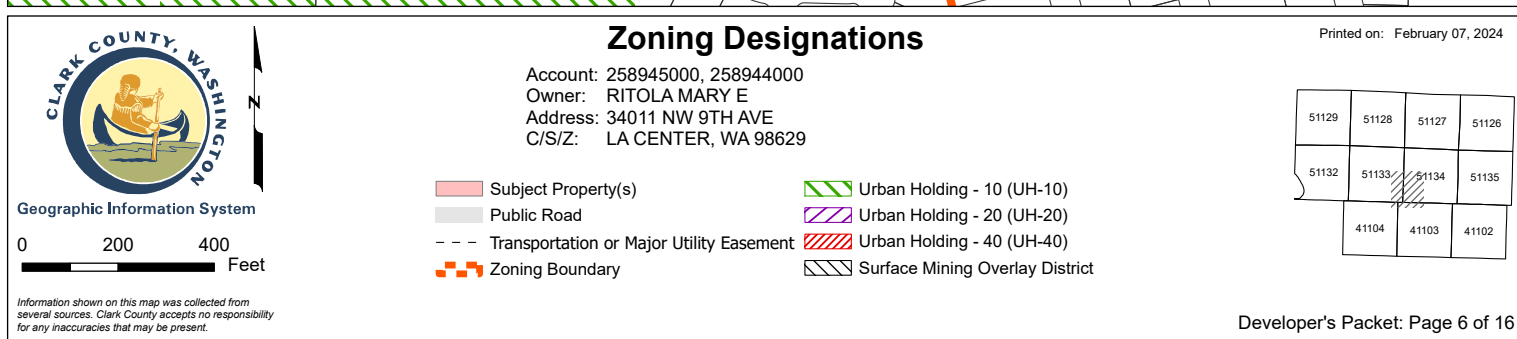 Zoning Designations
Printed on: February 07, 2024
CLARK COUNTY, WASHINGTON
N
Account: 258945000, 258944000
Owner: RITOLA MARY E
Address: 34011 NW 9TH AVE
C/S/Z: LA CENTER, WA 98629
Geographic Information System
0 200 400
Feet
Subject Property(s)
Public Road
Transportation or Major Utility Easement
Zoning Boundary
Urban Holding - 10 (UH-10)
Urban Holding - 20 (UH-20)
Urban Holding - 40 (UH-40)
Surface Mining Overlay District
51129 51128 51127 51126
51132 51133 51134 51135
41104 41103 41102
Information shown on this map was collected from
several sources. Clark County accepts no responsibility
for any inaccuracies that may be present.
Developer's Packet: Page 6 of 16